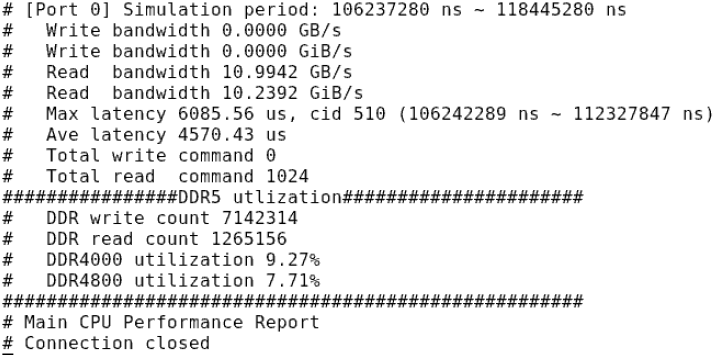 # [Port 0] Simulation period: 106237280 ns ~ 118445280 ns
#   Write bandwidth 0.0000 GB/s
#   Write bandwidth 0.0000 GiB/s
#   Read  bandwidth 10.9942 GB/s
#   Read  bandwidth 10.2392 GiB/s
#   Max latency 6085.56 us, cid 510 (106242289 ns ~ 112327847 ns)
#   Ave latency 4570.43 us
#   Total write command 0
#   Total read  command 1024
################DDR5 utlization######################
#   DDR write count 7142314
#   DDR read count 1265156
#   DDR4000 utilization 9.27%
#   DDR4800 utilization 7.71%
#####################################################
# Main CPU Performance Report
# Connection closed